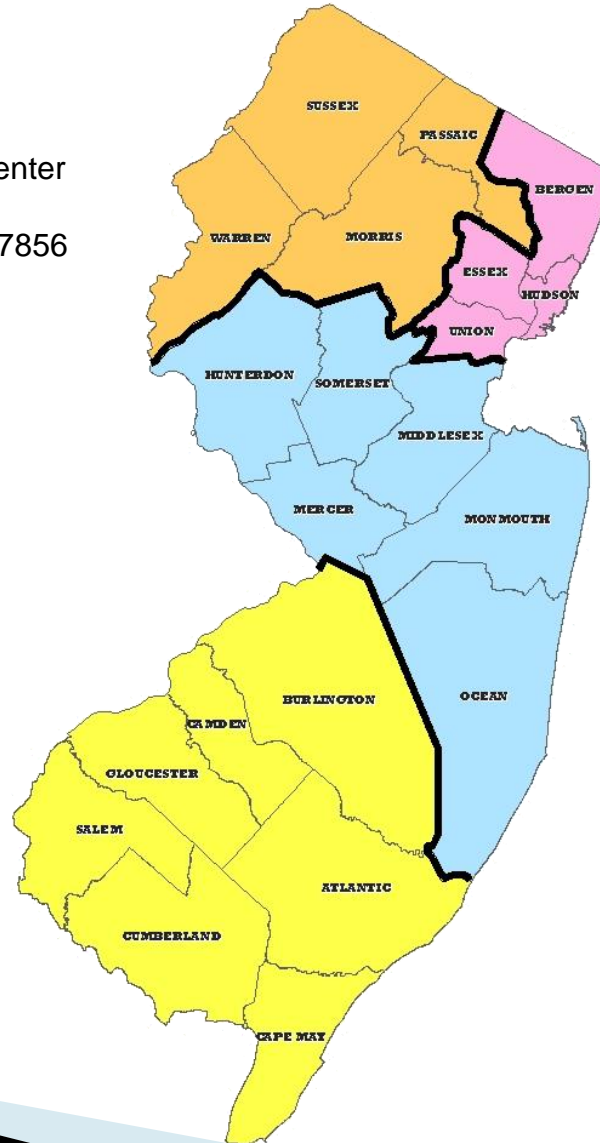 SUSSEX
PASSAIC
enter
BERGEN
7856
WARREN
MORRIS
ESSEX
HUDSON
UNION
HUNTERDON
SOMERSET
MIDDLESEX
MERCER
MONMOUTH
BURLINGTON
OCEAN
CAMDEN
GLOUCESTER
SALEM
ATLANTIC
CUMBERLAND
CAPE MAY